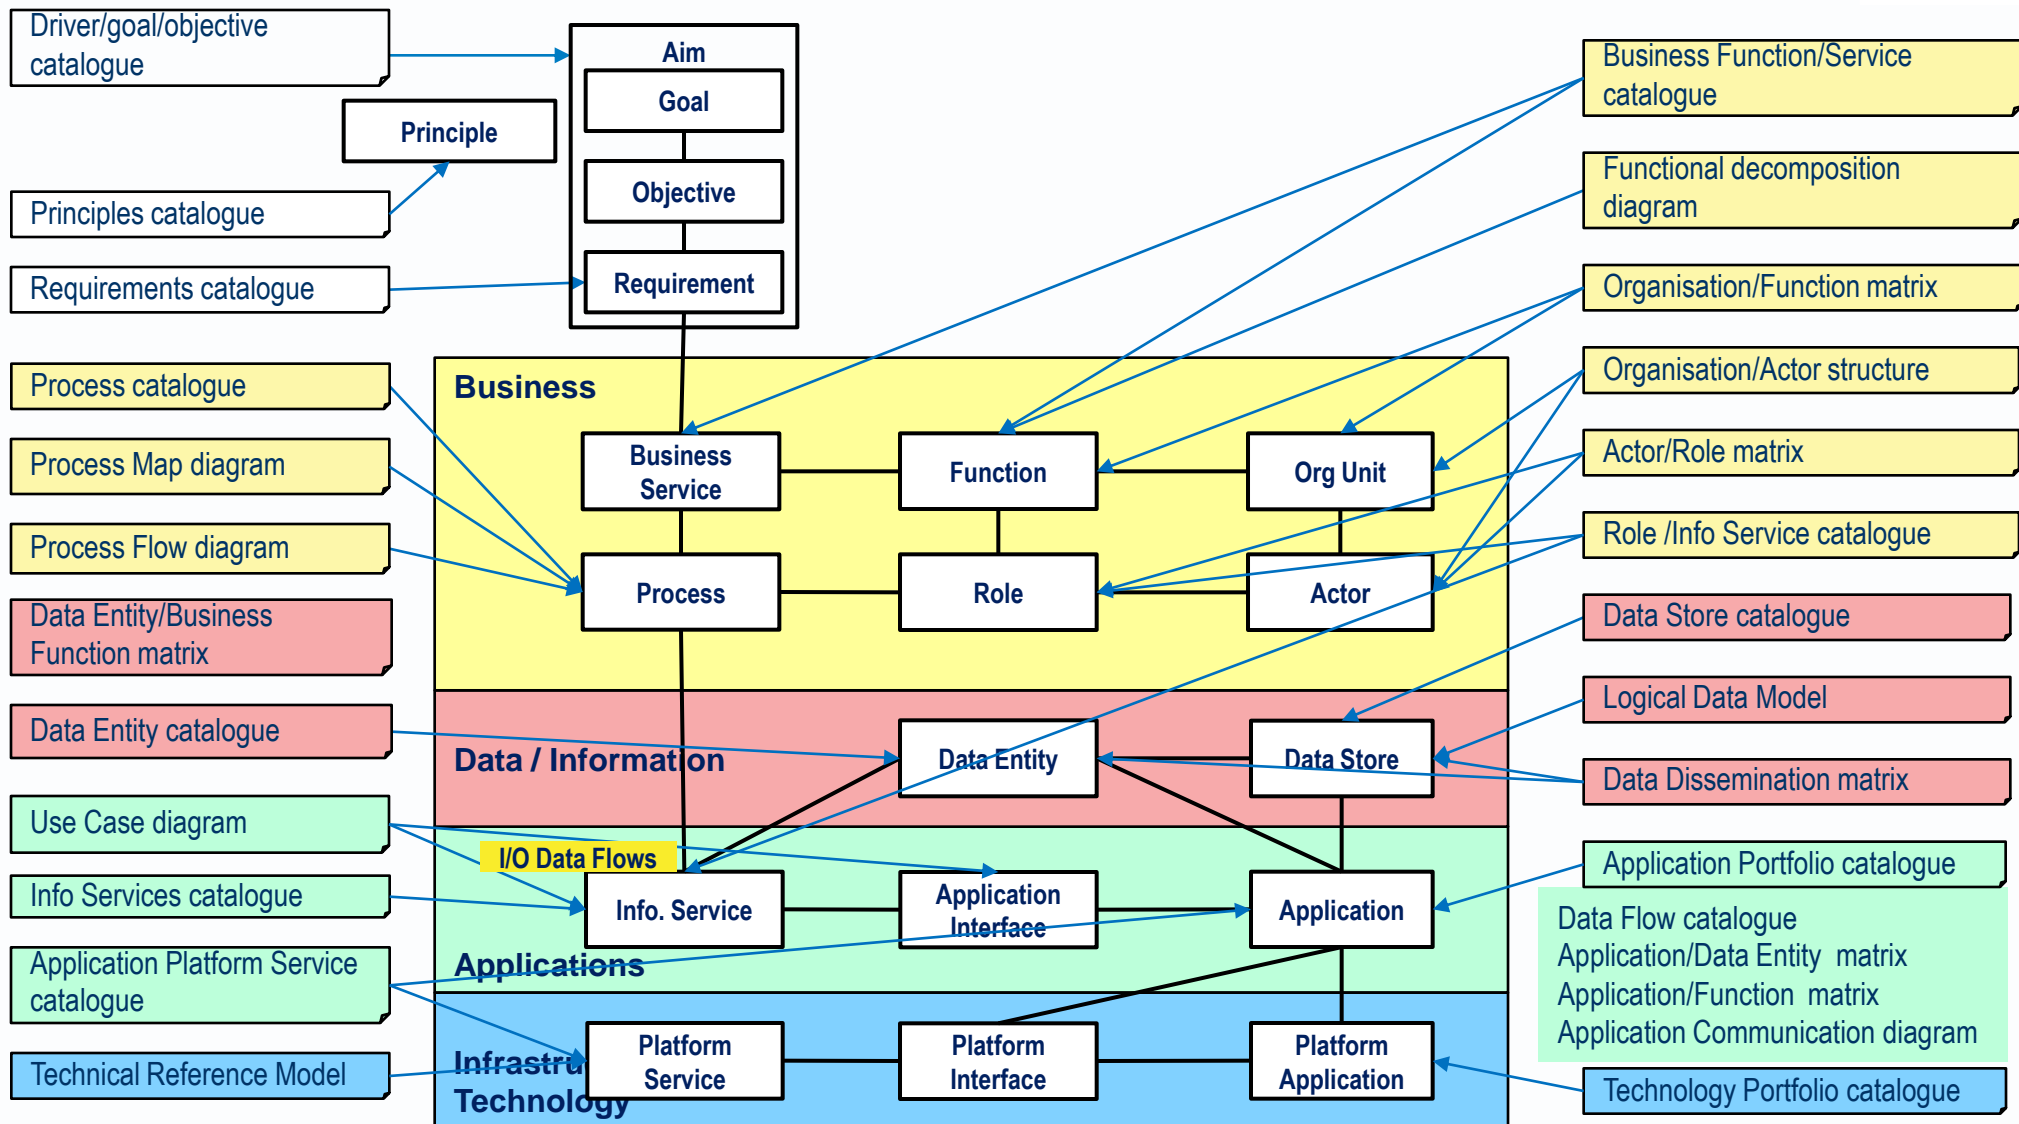 Driver/goal/objective
catalogue
Principles catalogue
Requirements catalogue
Process catalogue
Process Map diagram
Process Flow diagram
Data Entity/Business
Function matrix
Data Entity catalogue
Use Case diagram
Info Services catalogue
Application Platform Service
catalogue
Technical Reference Model
Principle
Aim
Goal
Objective
Requirement
Business
Business
Service
Function
Org Unit
Process
Role
Actor
Data / Information
Data Entity
Data Store
I/O Data Flows
Info. Service
Application
Interface
Application
Applications
Platform
Service
Platform
Interface
Platform
Application
Infrastru
Technology
Business Function/Service
catalogue
Functional decomposition
diagram
Organisation/Function matrix
Organisation/Actor structure
Actor/Role matrix
Role /Info Service catalogue
Data Store catalogue
Logical Data Model
Data Dissemination matrix
Application Portfolio catalogue
Data Flow catalogue
Application/Data Entity  matrix
Application/Function  matrix
Application Communication diagram
Technology Portfolio catalogue